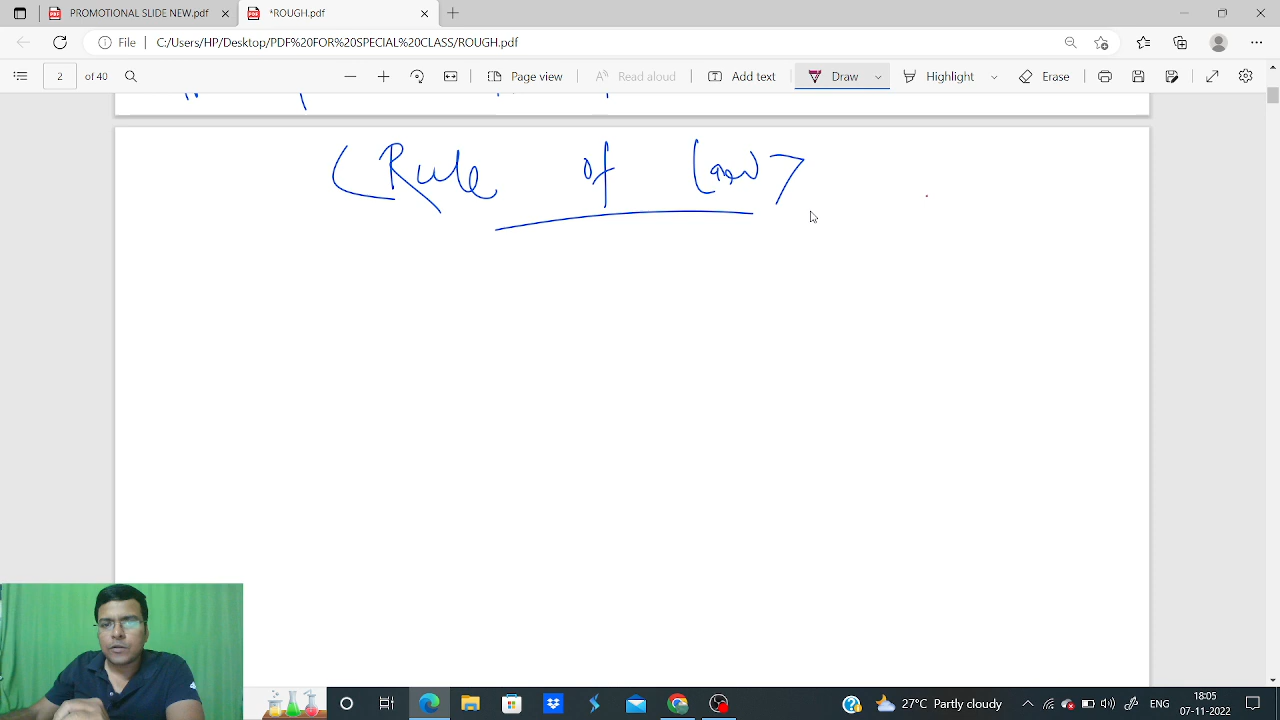 PROMOTIONAL SLIDE NEW.pdf
*ROUGH.pdf
File
C:/Users/HP/Desktop/PDF%20FOR%20SPECIAL%20CLASS/ROUGH.pdf
2 of 40
Page view
Read aloud
Add text
Draw
Highlight
Erase
(Rule of Law>
27°C Partly cloudy
ENG
18:05
07-11-2022